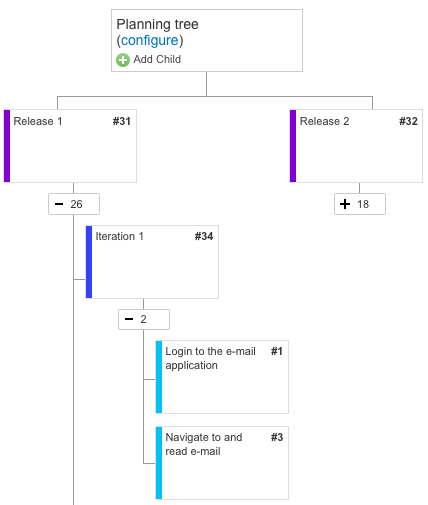 Planning tree
(configure)
Add Child
Release 1 #31
Release 2 #32
− 26
+ 18
Iteration 1 #34
− 2
Login to the e-mail #1
application
Navigate to and #3
read e-mail